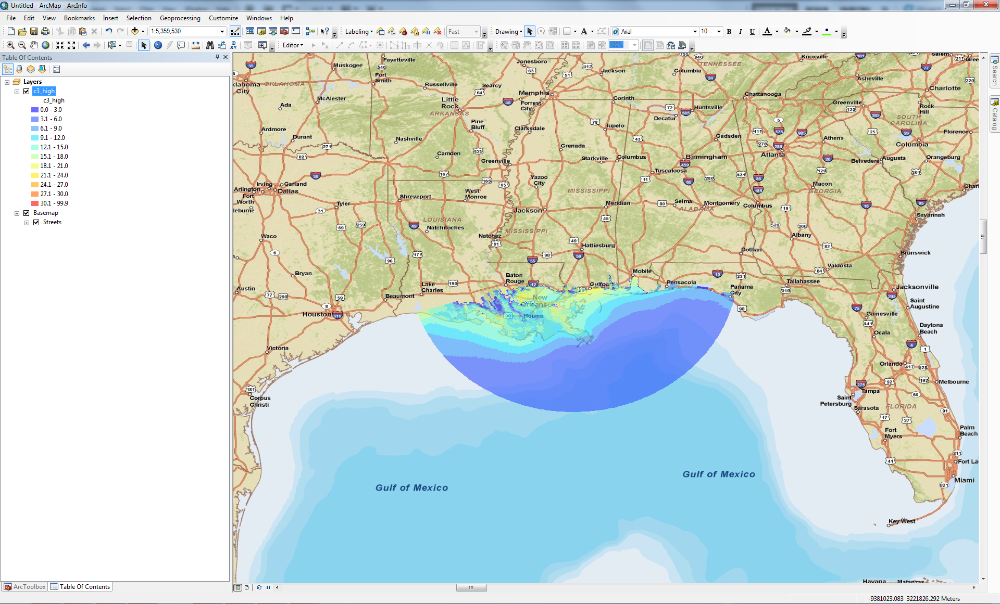 Untitled - ArcMap - ArcInfo
File Edit View Bookmarks Insert Selection Geoprocessing Customize Windows Help
1:5,359,530 Labeling Fast Drawing Arial 10 B I U A
Editor 100%
Table Of Contents
Layers
c3_high
c3_high
0.0 - 3.0
3.1 - 6.0
6.1 - 9.0
9.1 - 12.0
12.1 - 15.0
15.1 - 18.0
18.1 - 21.0
21.1 - 24.0
24.1 - 27.0
27.1 - 30.0
30.1 - 99.9
Basemap
Streets
ArcToolbox Table Of Contents
Search
Catalog
Fayetteville
Muskogee
Fort Smith
Jonesboro
Jackson
Columbia
TENNESSEE
Knoxville
Salem
Asheville
Charlotte
Oklahoma City
OKLAHOMA
Russellville
Searcy
Memphis
Corinth
Chattanooga
Greenville
Rock Hill
Ada
McAlester
Little Rock
ARKANSAS
Forrest City
Huntsville
Decatur
SOUTH CAROLINA
Florence
Ardmore
Durant
Pine Bluff
Clarksdale
Tupelo
Gadsden
Athens
Columbia
Nashville
Camden
Grenada
Starkville
Columbus
Birmingham
Atlanta
Belvedere
Augusta
Orangeburg
Greenville
Tuscaloosa
Irving
Garland
Arlington
Dallas
Fort Worth
leburne
Tyler
Shreveport
West Monroe
Yazoo City
MISSISSIPPI
Meridian
Selma
Montgomery
ALABAMA
Columbus
Macon
GEORGIA
Charl
Savannah
Jackson
LOUISIANA
Natchitoches
MISSISSIPPI
Natchez
Hattiesburg
Waco
Albany
Dothan
Brunswick
Valdosta
Bryan
Austin
Lake Charles
Beaumont
Baton Rouge
Gulfport
Mobile
Pensacola
Panama City
Tallahassee
Jacksonville
Saint Augustine
Gainesville
New Orleans
Houma
Houston
Victoria
Ocala
Daytona Beach
Orlando
Melbourne
Tampa
Saint Petersburg
FLORIDA
Sarasota
Corpus Christi
Fort Myers
Palm Beach
Fort La
Miami
Gulf of Mexico
Gulf of Mexico
Key West
Havana
Matanzas
-9381023.083 3221826.292 Meters